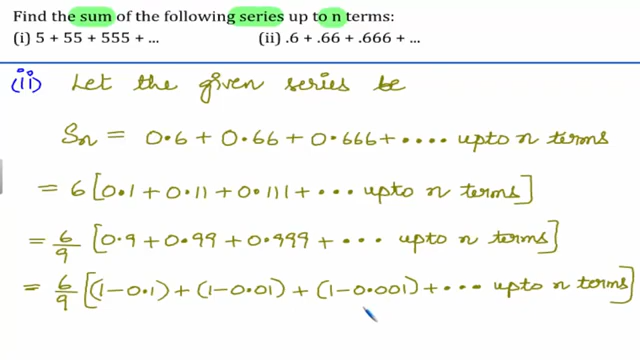 Find the sum of the following series up to n terms:
(i) 5 + 55 + 555 + ... (ii) .6 + .66 + .666 + ...
(ii) Let the given series be
Sn = 0.6 + 0.66 + 0.666 + .... upto n terms
= 6 [0.1 + 0.11 + 0.111 + ... upto n terms]
= 6/9 [0.9 + 0.99 + 0.999 + ... upto n terms]
= 6/9 [(1 - 0.1) + (1 - 0.01) + (1 - 0.001) + .... upto n terms]